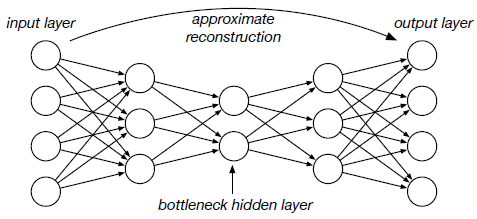 input layer
approximate
reconstruction
output layer
bottleneck hidden layer